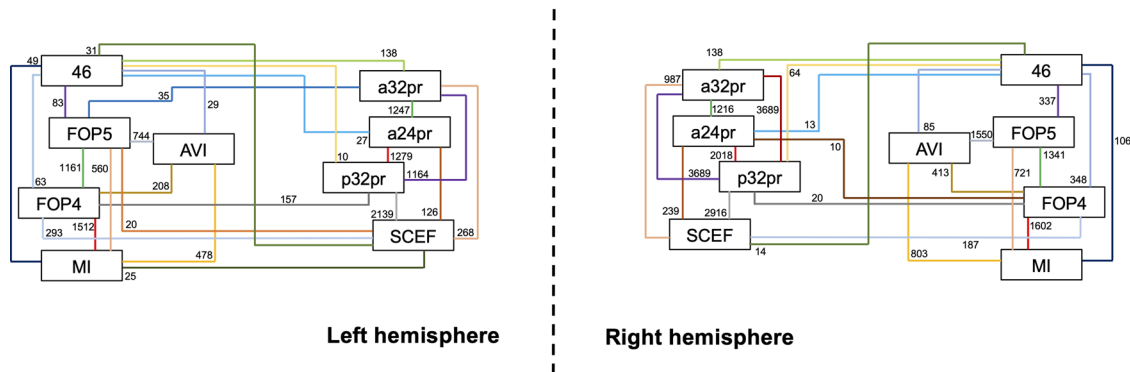 31
138
49
46
a32pr
83
35
29
1247
FOP5
744
AVI
27
a24pr
1161
560
10
1279
63
208
p32pr
1164
FOP4
157
1512
2139
126
293
20
SCEF
268
MI
478
25
Left hemisphere
138
987
a32pr
64
46
1216
3689
337
a24pr
13
85
1550
FOP5
106
2018
10
AVI
1341
3689
p32pr
413
721
348
20
FOP4
239
2916
1602
SCEF
187
14
803
MI
Right hemisphere